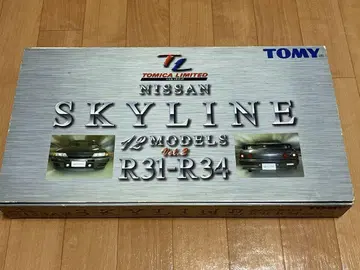 TL
TOMICA LIMITED
TOMY
NISSAN
SKYLINE
12 MODELS
Vol.2
R31-R34